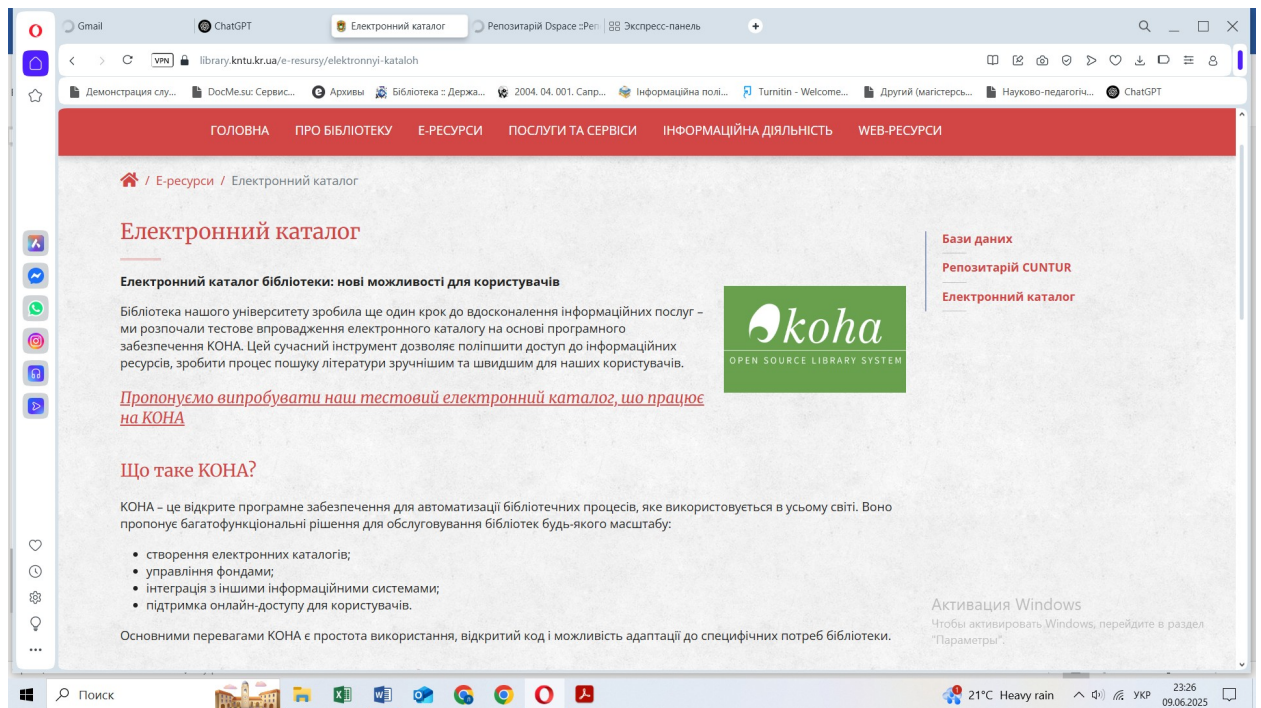 Gmail
ChatGPT
Електронний каталог
Репозитарій Dspace ::Реп
Экспресс-панель
VPN
library.kntu.kr.ua/e-resursy/elektronnyi-kataloh
Демонстрация слу...
DocMe.su: Сервис...
Архивы
Бібліотека :: Держа...
2004. 04. 001. Сапр...
Інформаційна полі...
Turnitin - Welcome...
Другий (магістерсь...
Науково-педагогіч...
ChatGPT
ГОЛОВНА ПРО БІБЛІОТЕКУ Е-РЕСУРСИ ПОСЛУГИ ТА СЕРВІСИ ІНФОРМАЦІЙНА ДІЯЛЬНІСТЬ WEB-РЕСУРСИ
/ Е-ресурси / Електронний каталог
Електронний каталог
Електронний каталог бібліотеки: нові можливості для користувачів
Бібліотека нашого університету зробила ще один крок до вдосконалення інформаційних послуг –
ми розпочали тестове впровадження електронного каталогу на основі програмного
забезпечення КОНА. Цей сучасний інструмент дозволяє поліпшити доступ до інформаційних
ресурсів, зробити процес пошуку літератури зручнішим та швидшим для наших користувачів.
Пропонуємо випробувати наш тестовий електронний каталог, шо працює
на КОНА
koha
OPEN SOURCE LIBRARY SYSTEM
Бази даних
Репозитарій CUNTUR
Електронний каталог
Що таке КОНА?
КОНА – це відкрите програмне забезпечення для автоматизації бібліотечних процесів, яке використовується в усьому світі. Воно
пропонує багатофункціональні рішення для обслуговування бібліотек будь-якого масштабу:
• створення електронних каталогів;
• управління фондами;
• інтеграція з іншими інформаційними системами;
• підтримка онлайн-доступу для користувачів.
Основними перевагами КОНА є простота використання, відкритий код і можливість адаптації до специфічних потреб бібліотеки.
Активация Windows
Чтобы активировать Windows, перейдите в раздел
"Параметры".
Поиск
21°C Heavy rain
УКР
23:26
09.06.2025